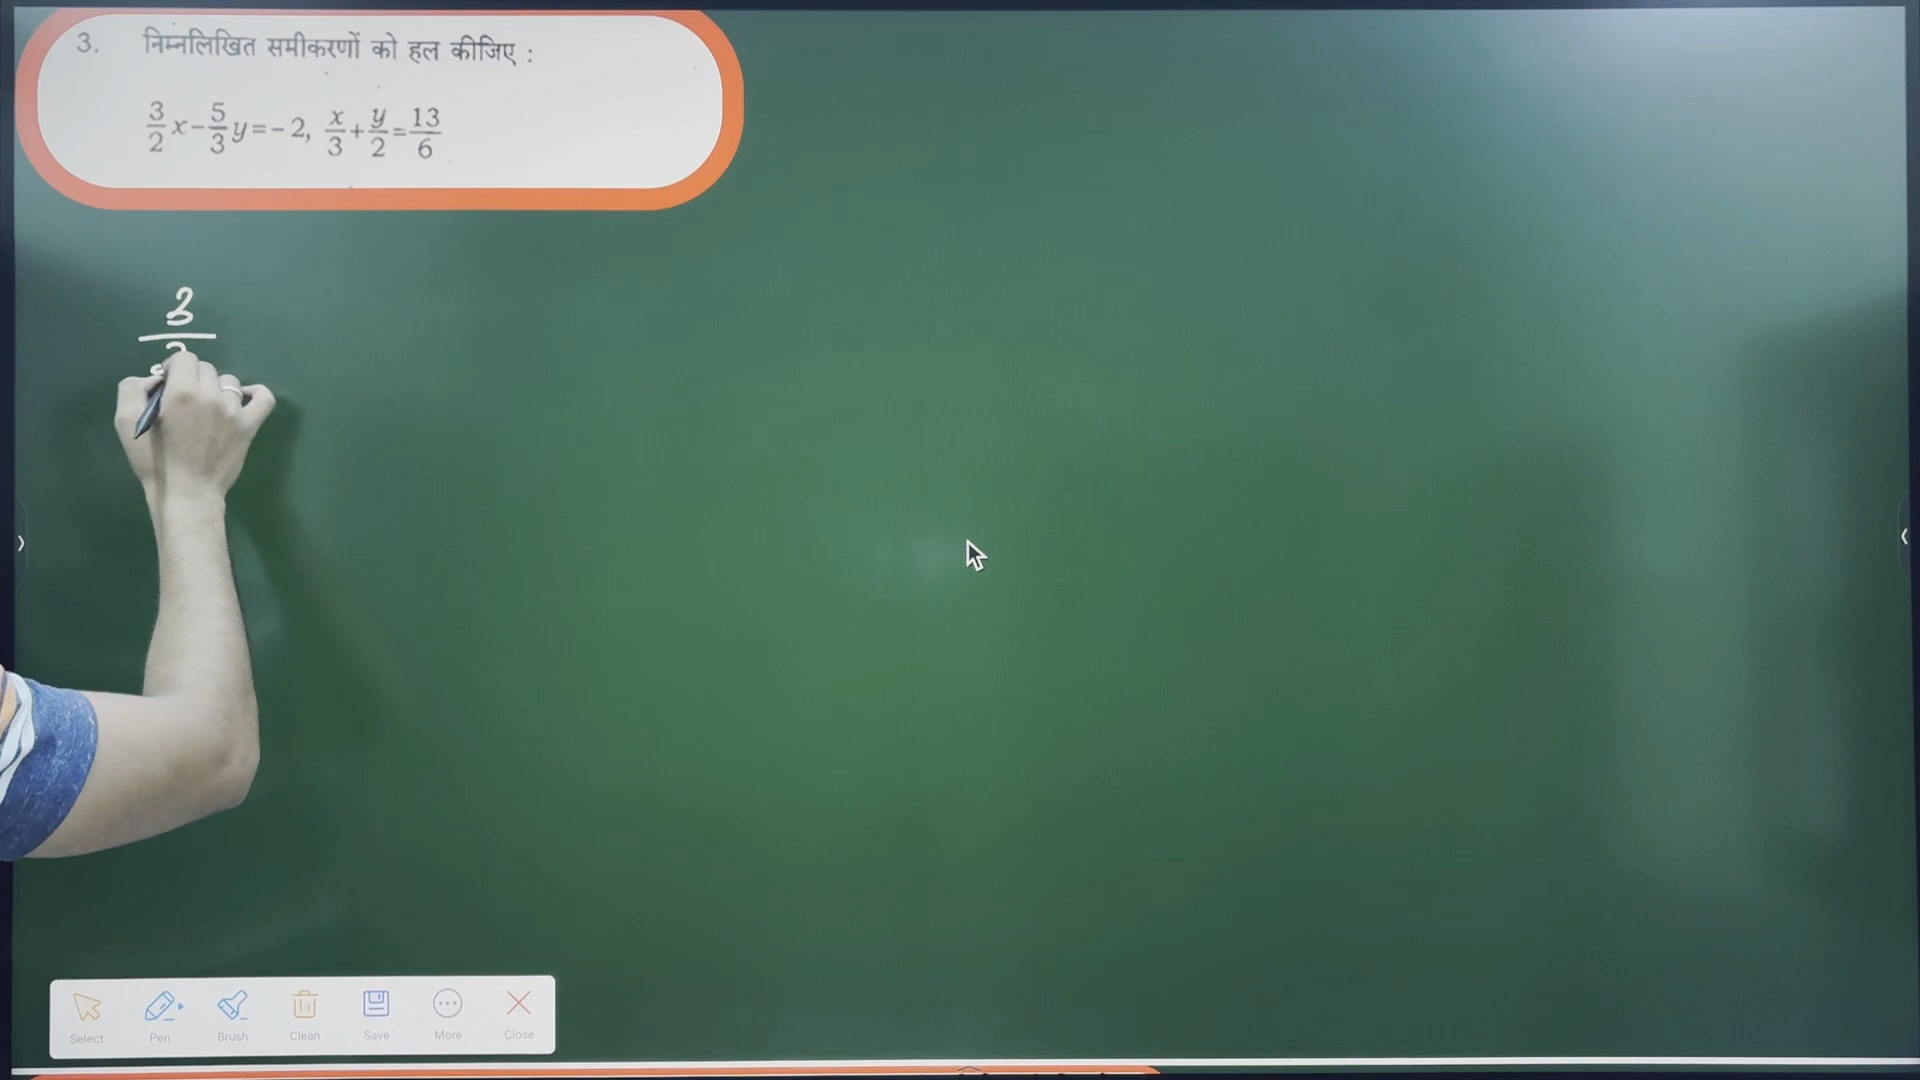 3. निम्नलिखित समीकरणों को हल कीजिए :
3/2 x - 5/3 y = - 2, x/3 + y/2 = 13/6
3
Select Pen Brush Clean Save More Close